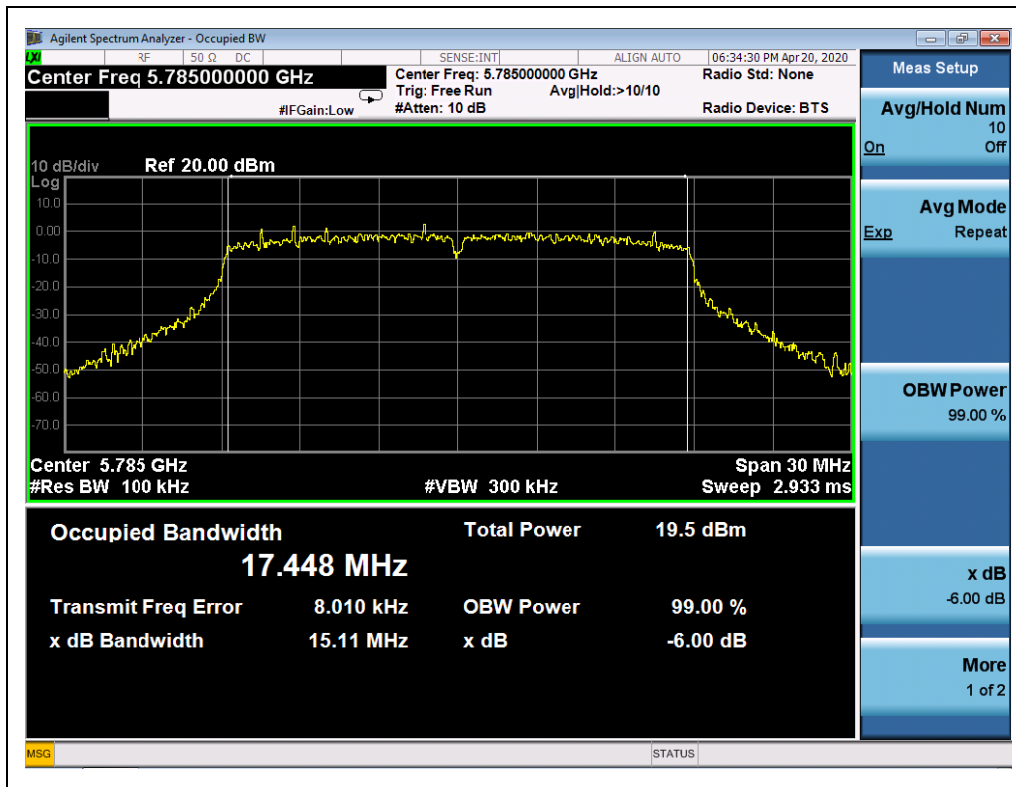 Agilent Spectrum Analyzer - Occupied BW
LXI RF 50 Ω DC SENSE:INT ALIGN AUTO 06:34:30 PM Apr 20, 2020
Center Freq 5.785000000 GHz
Center Freq: 5.785000000 GHz
Radio Std: None
Trig: Free Run Avg|Hold:>10/10
#IFGain:Low
#Atten: 10 dB
Radio Device: BTS
10 dB/div Ref 20.00 dBm
Log
10.0
0.00
-10.0
-20.0
-30.0
-40.0
-50.0
-60.0
-70.0
Center 5.785 GHz Span 30 MHz
#Res BW 100 kHz #VBW 300 kHz Sweep 2.933 ms
Occupied Bandwidth Total Power 19.5 dBm
17.448 MHz
Transmit Freq Error 8.010 kHz OBW Power 99.00 %
x dB Bandwidth 15.11 MHz x dB -6.00 dB
MSG STATUS
Meas Setup
Avg/Hold Num
10
On Off
Avg Mode
Exp Repeat
OBW Power
99.00 %
x dB
-6.00 dB
More
1 of 2